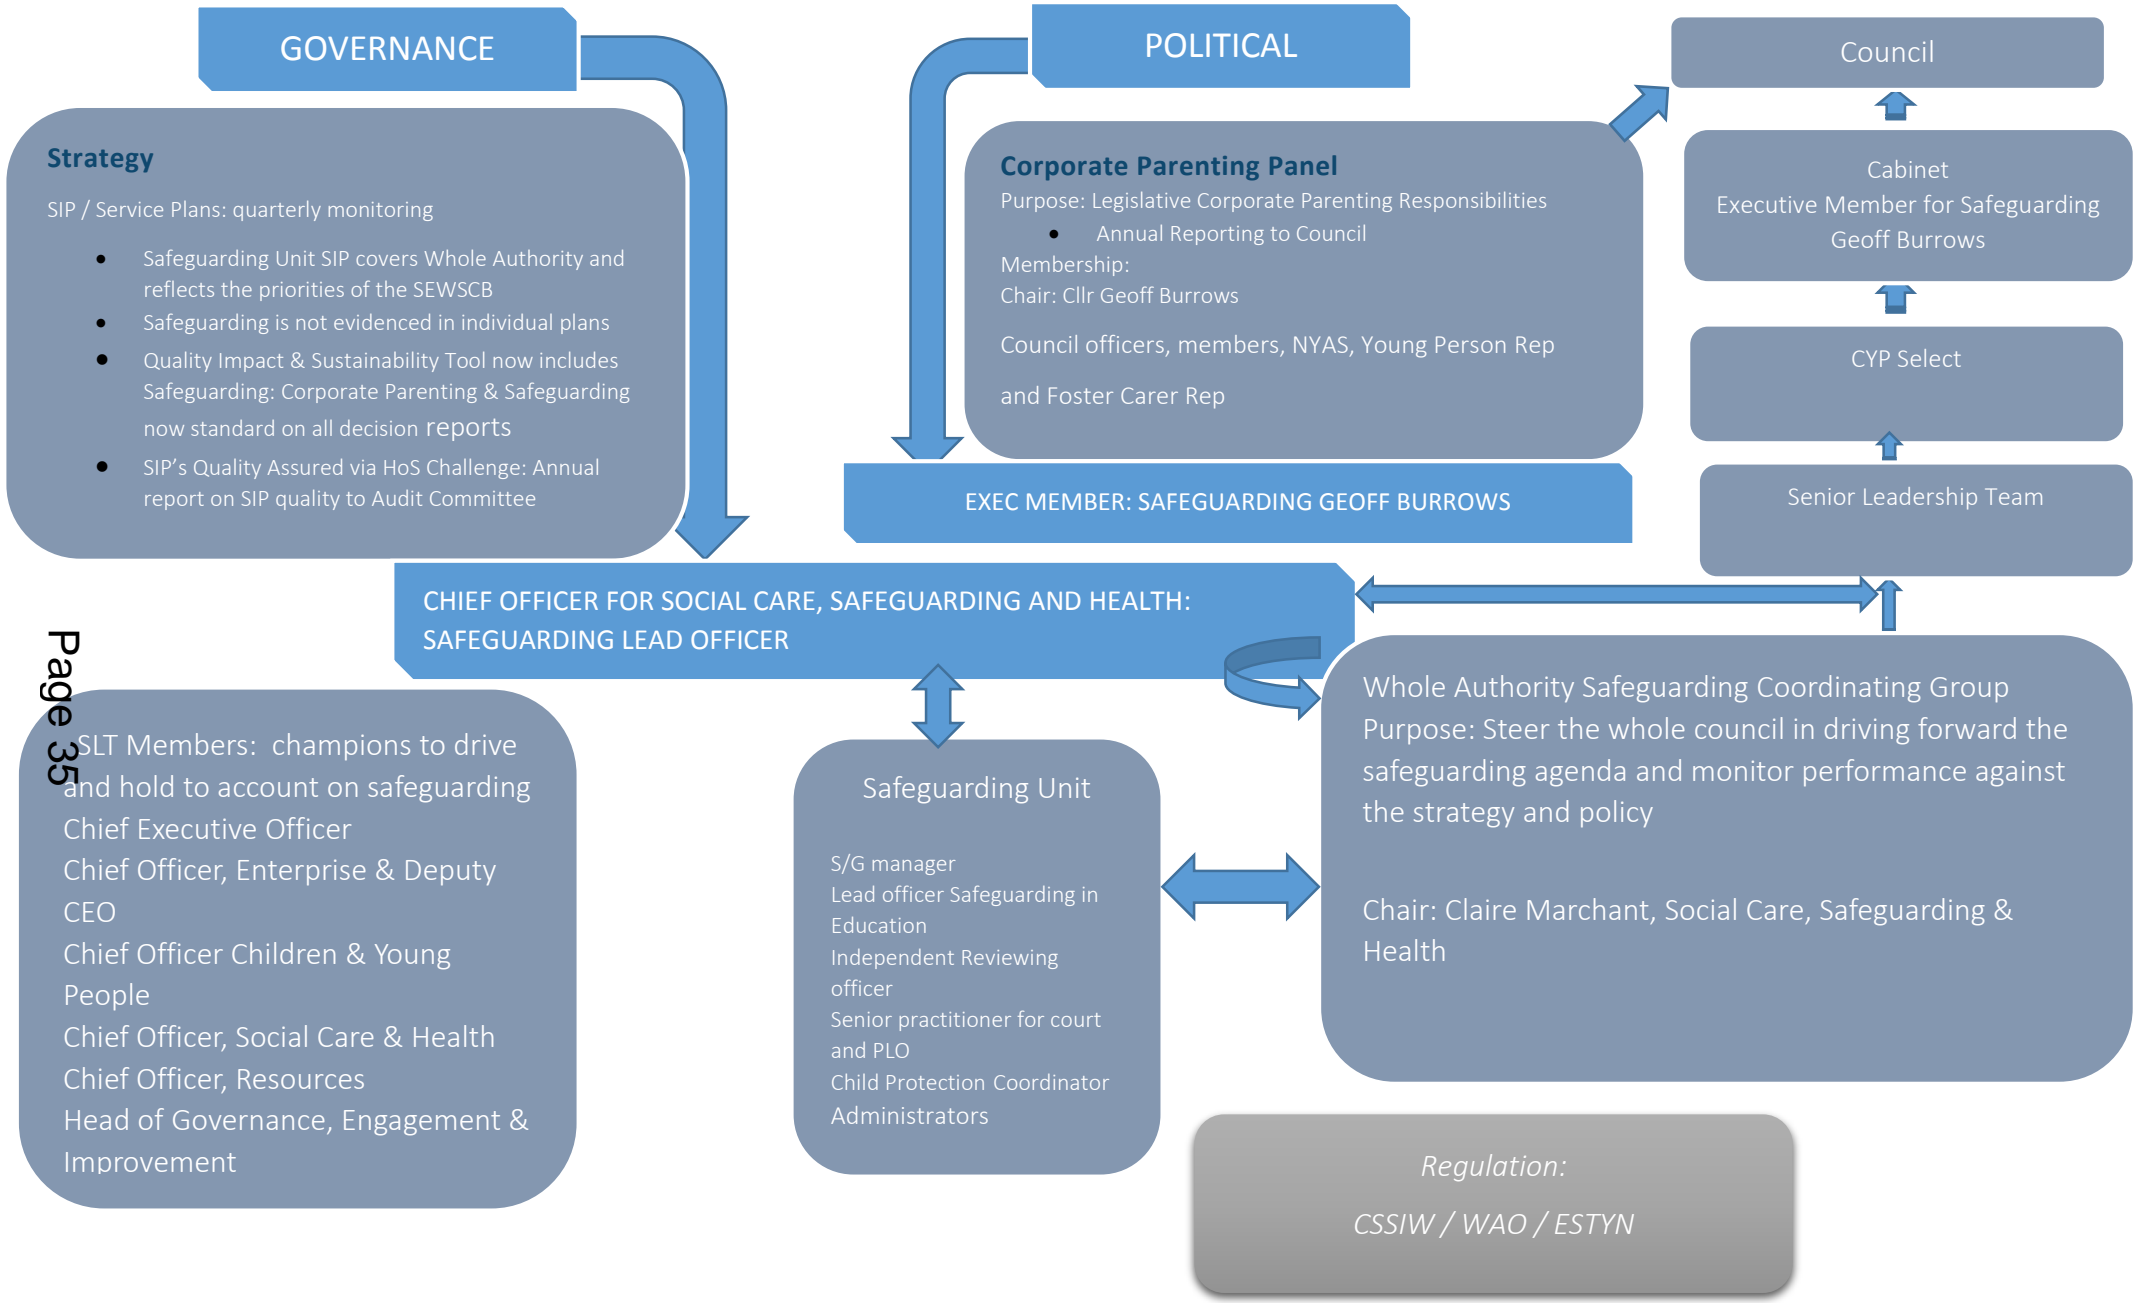 GOVERNANCE
Strategy
SIP / Service Plans: quarterly monitoring
• Safeguarding Unit SIP covers Whole Authority and
reflects the priorities of the SEWSCB
• Safeguarding is not evidenced in individual plans
• Quality Impact & Sustainability Tool now includes
Safeguarding: Corporate Parenting & Safeguarding
now standard on all decision reports
• SIP's Quality Assured via HoS Challenge: Annual
report on SIP quality to Audit Committee
POLITICAL
Corporate Parenting Panel
Purpose: Legislative Corporate Parenting Responsibilities
• Annual Reporting to Council
Membership:
Chair: Cllr Geoff Burrows
Council officers, members, NYAS, Young Person Rep
and Foster Carer Rep
EXEC MEMBER: SAFEGUARDING GEOFF BURROWS
Council
Cabinet
Executive Member for Safeguarding
Geoff Burrows
CYP Select
Senior Leadership Team
CHIEF OFFICER FOR SOCIAL CARE, SAFEGUARDING AND HEALTH:
SAFEGUARDING LEAD OFFICER
Page 35
SLT Members: champions to drive
and hold to account on safeguarding
Chief Executive Officer
Chief Officer, Enterprise & Deputy
CEO
Chief Officer Children & Young
People
Chief Officer, Social Care & Health
Chief Officer, Resources
Head of Governance, Engagement &
Improvement
Safeguarding Unit
S/G manager
Lead officer Safeguarding in
Education
Independent Reviewing
officer
Senior practitioner for court
and PLO
Child Protection Coordinator
Administrators
Whole Authority Safeguarding Coordinating Group
Purpose: Steer the whole council in driving forward the
safeguarding agenda and monitor performance against
the strategy and policy
Chair: Claire Marchant, Social Care, Safeguarding &
Health
Regulation:
CSSIW / WAO / ESTYN